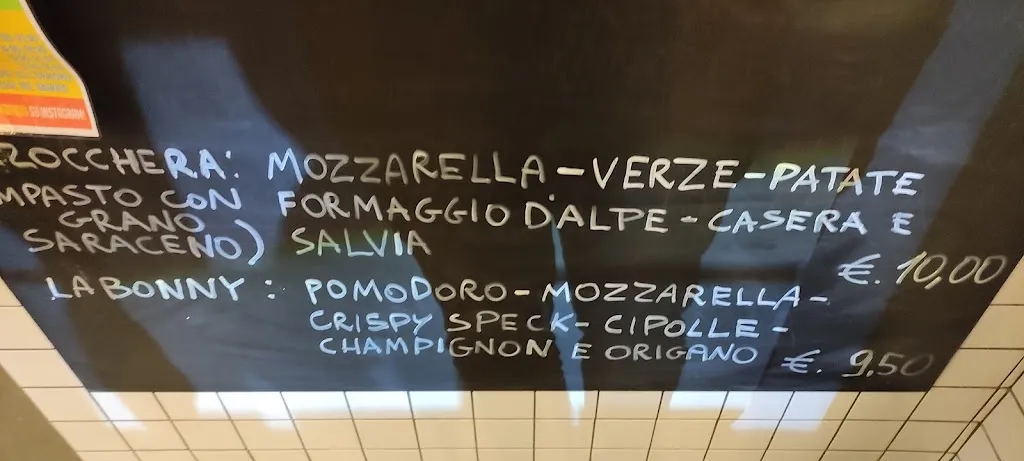 ZOCCHERA: MOZZARELLA-VERZE-PATATE
MPASTO CON FORMAGGIO D'ALPE-CASERA E
GRANO
SARACENO) SALVIA
€. 10,00
LA BONNY: POMODORO-MOZZARELLA-
CRISPY SPECK-CIPOLLE-
CHAMPIGNON E ORIGANO €. 9,50